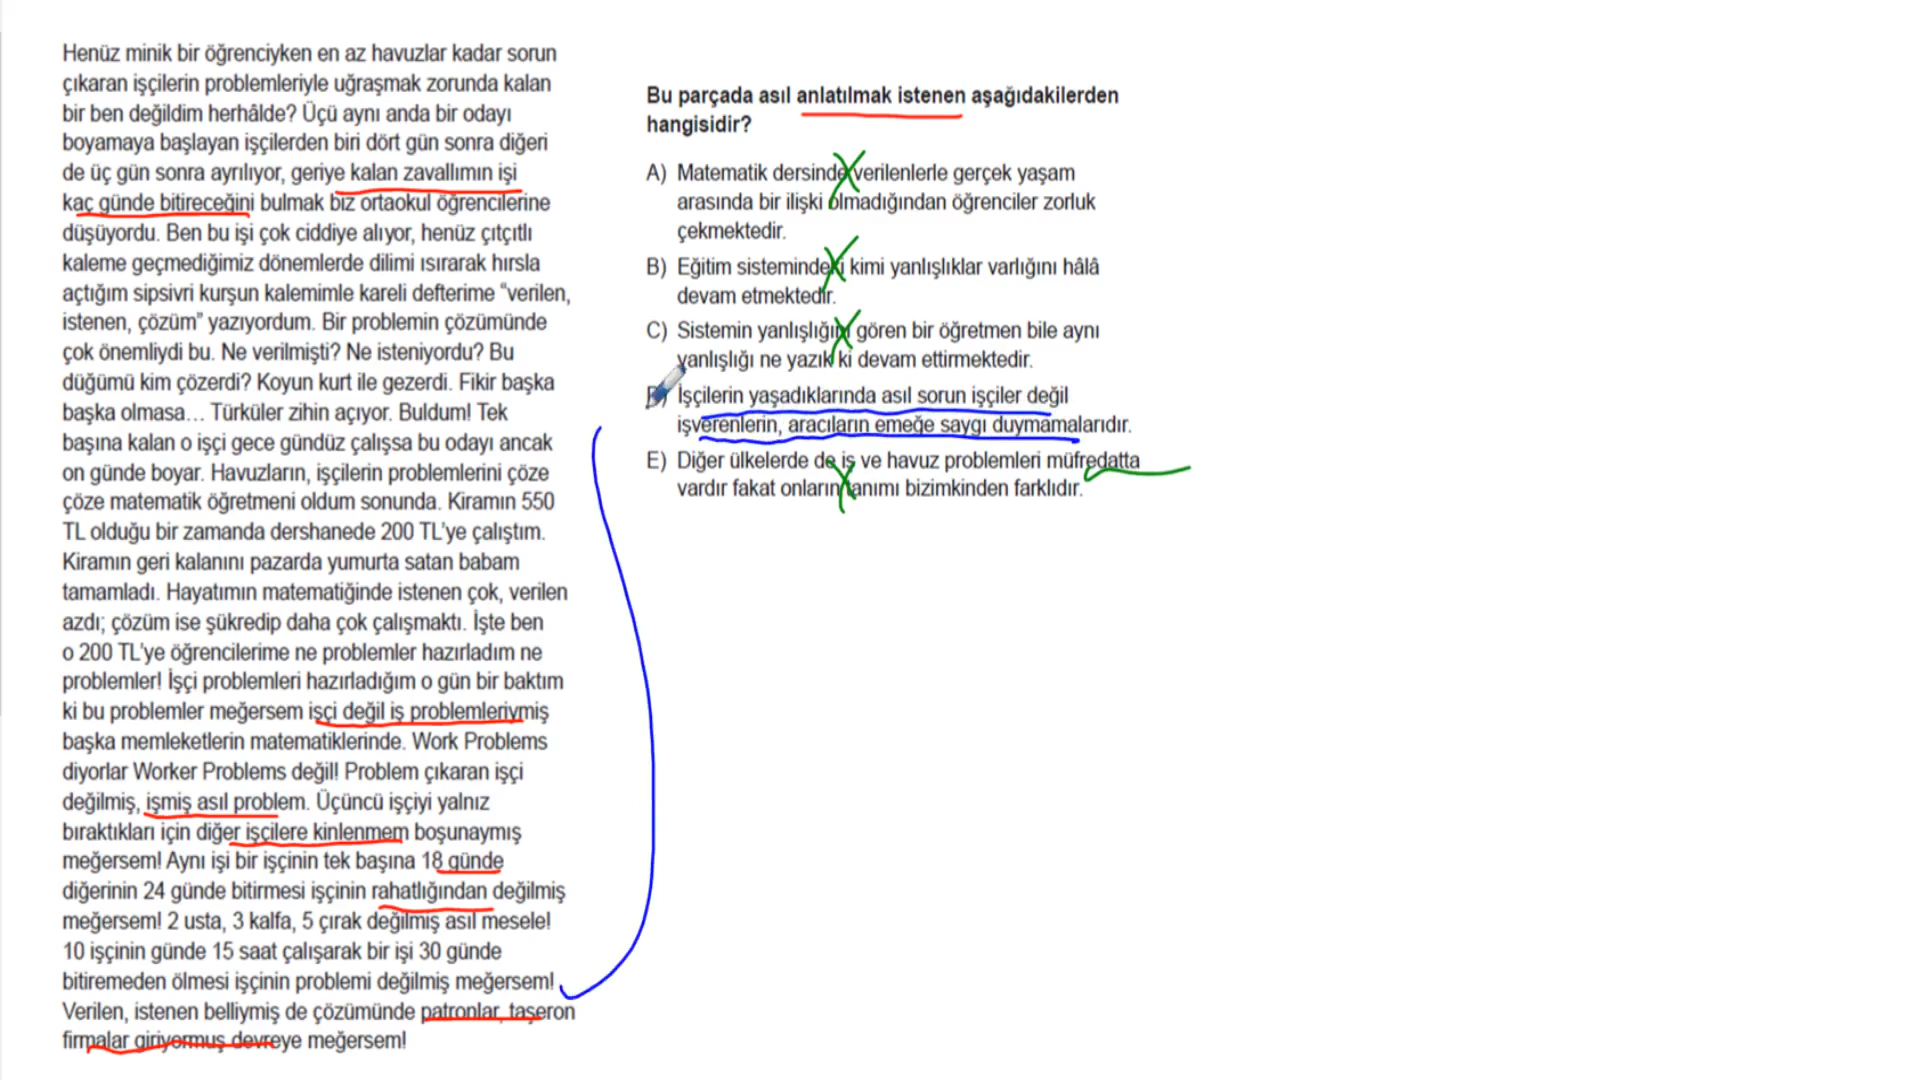 Henüz minik bir öğrenciyken en az havuzlar kadar sorun
çıkaran işçilerin problemleriyle uğraşmak zorunda kalan
bir ben değildim herhâlde? Üçü aynı anda bir odayı
boyamaya başlayan işçilerden biri dört gün sonra diğeri
de üç gün sonra ayrılıyor, geriye kalan zavallımın işi
kaç günde bitireceğini bulmak biz ortaokul öğrencilerine
düşüyordu. Ben bu işi çok ciddiye alıyor, henüz çıtçıtlı
kaleme geçmediğimiz dönemlerde dilimi ısırarak hırsla
açtığım sipsivri kurşun kalemimle kareli defterime “verilen,
istenen, çözüm” yazıyordum. Bir problemin çözümünde
çok önemliydi bu. Ne verilmişti? Ne isteniyordu? Bu
düğümü kim çözerdi? Koyun kurt ile gezerdi. Fikir başka
başka olmasa… Türküler zihin açıyor. Buldum! Tek
başına kalan o işçi gece gündüz çalışsa bu odayı ancak
on günde boyar. Havuzların, işçilerin problemlerini çöze
çöze matematik öğretmeni oldum sonunda. Kiramın 550
TL olduğu bir zamanda dershanede 200 TL’ye çalıştım.
Kiramın geri kalanını pazarda yumurta satan babam
tamamladı. Hayatımın matematiğinde istenen çok, verilen
azdı; çözüm ise şükredip daha çok çalışmaktı. İşte ben
o 200 TL’ye öğrencilerime ne problemler hazırladım ne
problemler! İşçi problemleri hazırladığım o gün bir baktım
ki bu problemler meğersem işçi değil iş problemleriymiş
başka memleketlerin matematiklerinde. Work Problems
diyorlar Worker Problems değil! Problem çıkaran işçi
değilmiş, işmiş asıl problem. Üçüncü işçiyi yalnız
bıraktıkları için diğer işçilere kinlenmem boşunaymış
meğersem! Aynı işi bir işçinin tek başına 18 günde
diğerinin 24 günde bitirmesi işçinin rahatlığından değilmiş
meğersem! 2 usta, 3 kalfa, 5 çırak değilmiş asıl mesele!
10 işçinin günde 15 saat çalışarak bir işi 30 günde
bitiremeden ölmesi işçinin problemi değilmiş meğersem!
Verilen, istenen belliymiş de çözümünde patronlar, taşeron
firmalar giriyormuş devreye meğersem!
Bu parçada asıl anlatılmak istenen aşağıdakilerden
hangisidir?
A) Matematik dersinde verilenlerle gerçek yaşam
arasında bir ilişki olmadığından öğrenciler zorluk
çekmektedir.
B) Eğitim sistemindeki kimi yanlışlıklar varlığını hâlâ
devam etmektedir.
C) Sistemin yanlışlığını gören bir öğretmen bile aynı
yanlışlığı ne yazık ki devam ettirmektedir.
D) İşçilerin yaşadıklarında asıl sorun işçiler değil
işverenlerin, aracıların emeğe saygı duymamalarıdır.
E) Diğer ülkelerde de iş ve havuz problemleri müfredatta
vardır fakat onların tanımı bizimkinden farklıdır.